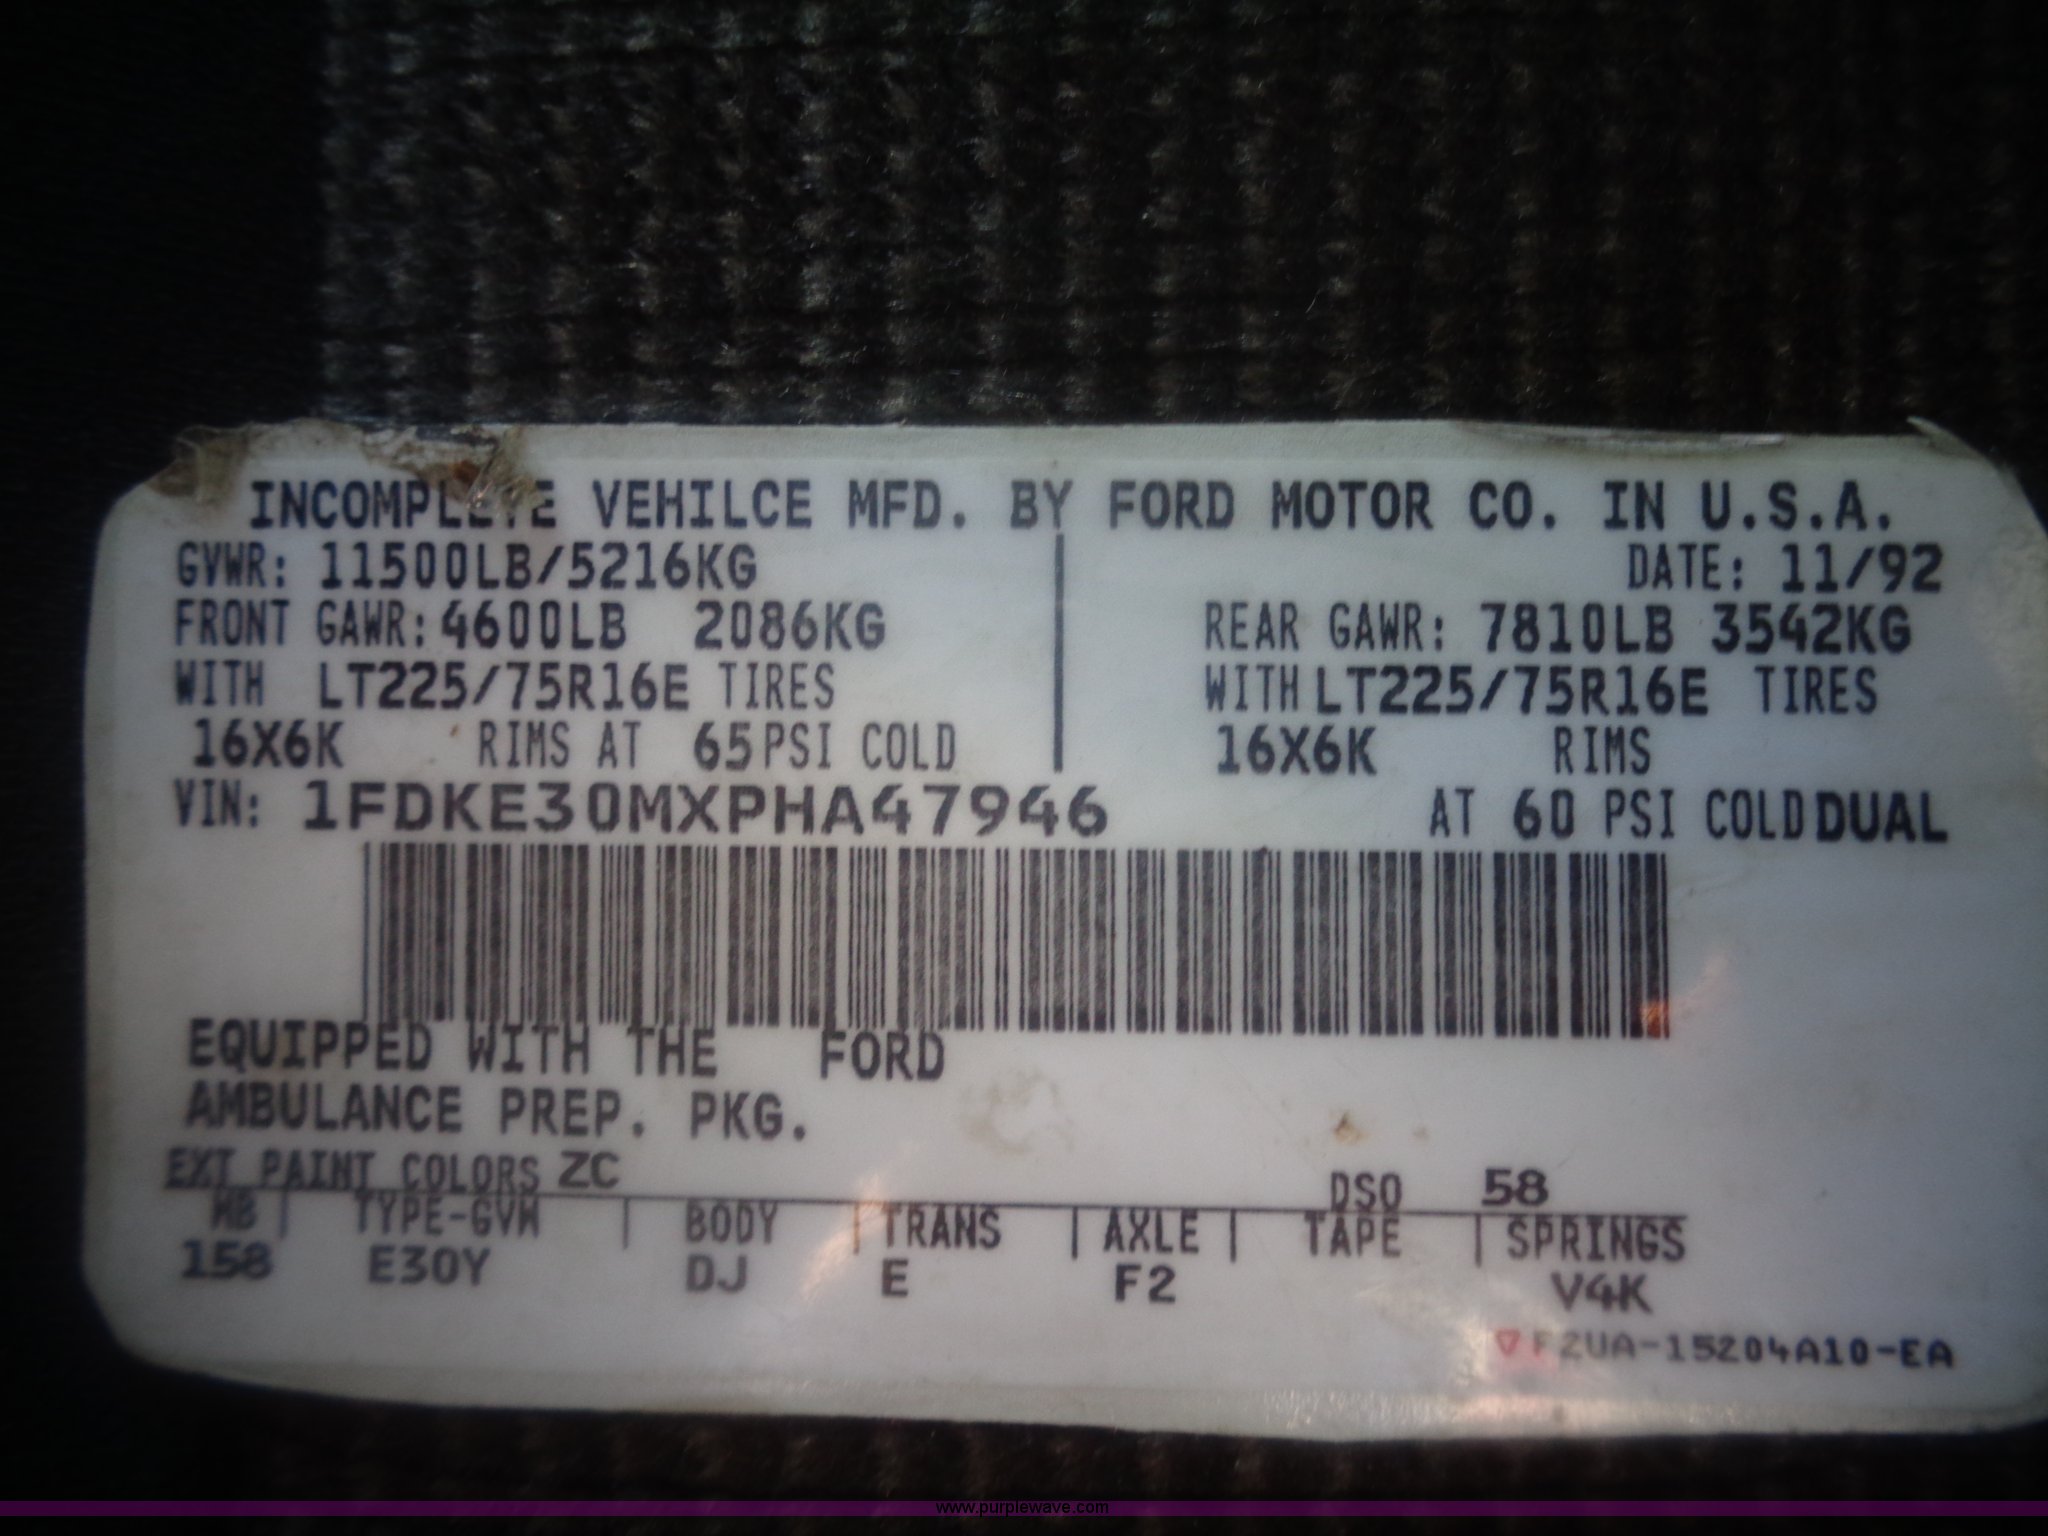 INCOMPLETE VEHILCE MFD. BY FORD MOTOR CO. IN U.S.A.
GVWR: 11500LB/5216KG DATE: 11/92
FRONT GAWR: 4600LB 2086KG REAR GAWR: 7810LB 3542KG
WITH LT225/75R16E TIRES WITH LT225/75R16E TIRES
16X6K RIMS AT 65 PSI COLD 16X6K RIMS
VIN: 1FDKE30MXPHA47946 AT 60 PSI COLD DUAL
EQUIPPED WITH THE FORD
AMBULANCE PREP. PKG.
EXT PAINT COLORS ZC DSO 58
WB | TYPE-GVW | BODY | TRANS | AXLE | TAPE | SPRINGS
158 E30Y DJ E F2 V4K
F2UA-15204A10-EA
www.purplewave.com